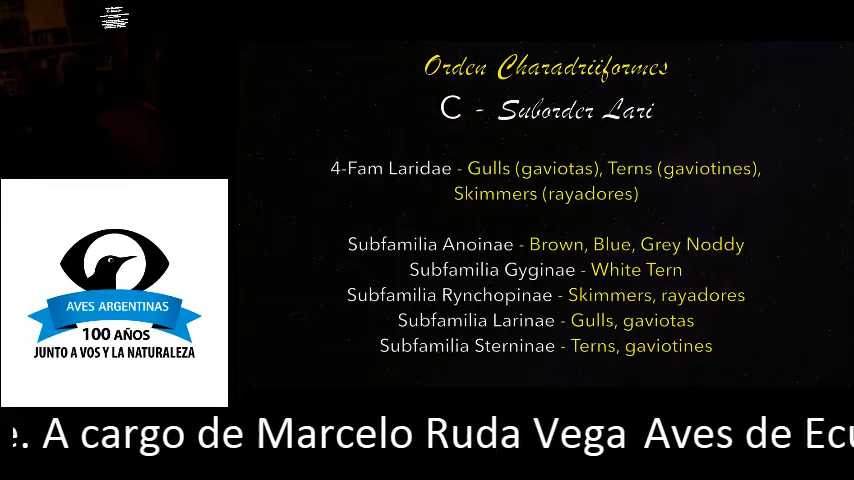 Orden Charadriiformes
C - Suborder Lari
4-Fam Laridae - Gulls (gaviotas), Terns (gaviotines),
Skimmers (rayadores)
Subfamilia Anoinae - Brown, Blue, Grey Noddy
Subfamilia Gyginae - White Tern
Subfamilia Rynchopinae - Skimmers, rayadores
Subfamilia Larinae - Gulls, gaviotas
Subfamilia Sterninae - Terns, gaviotines
AVES ARGENTINAS
100 AÑOS
JUNTO A VOS Y LA NATURALEZA
. A cargo de Marcelo Ruda Vega Aves de